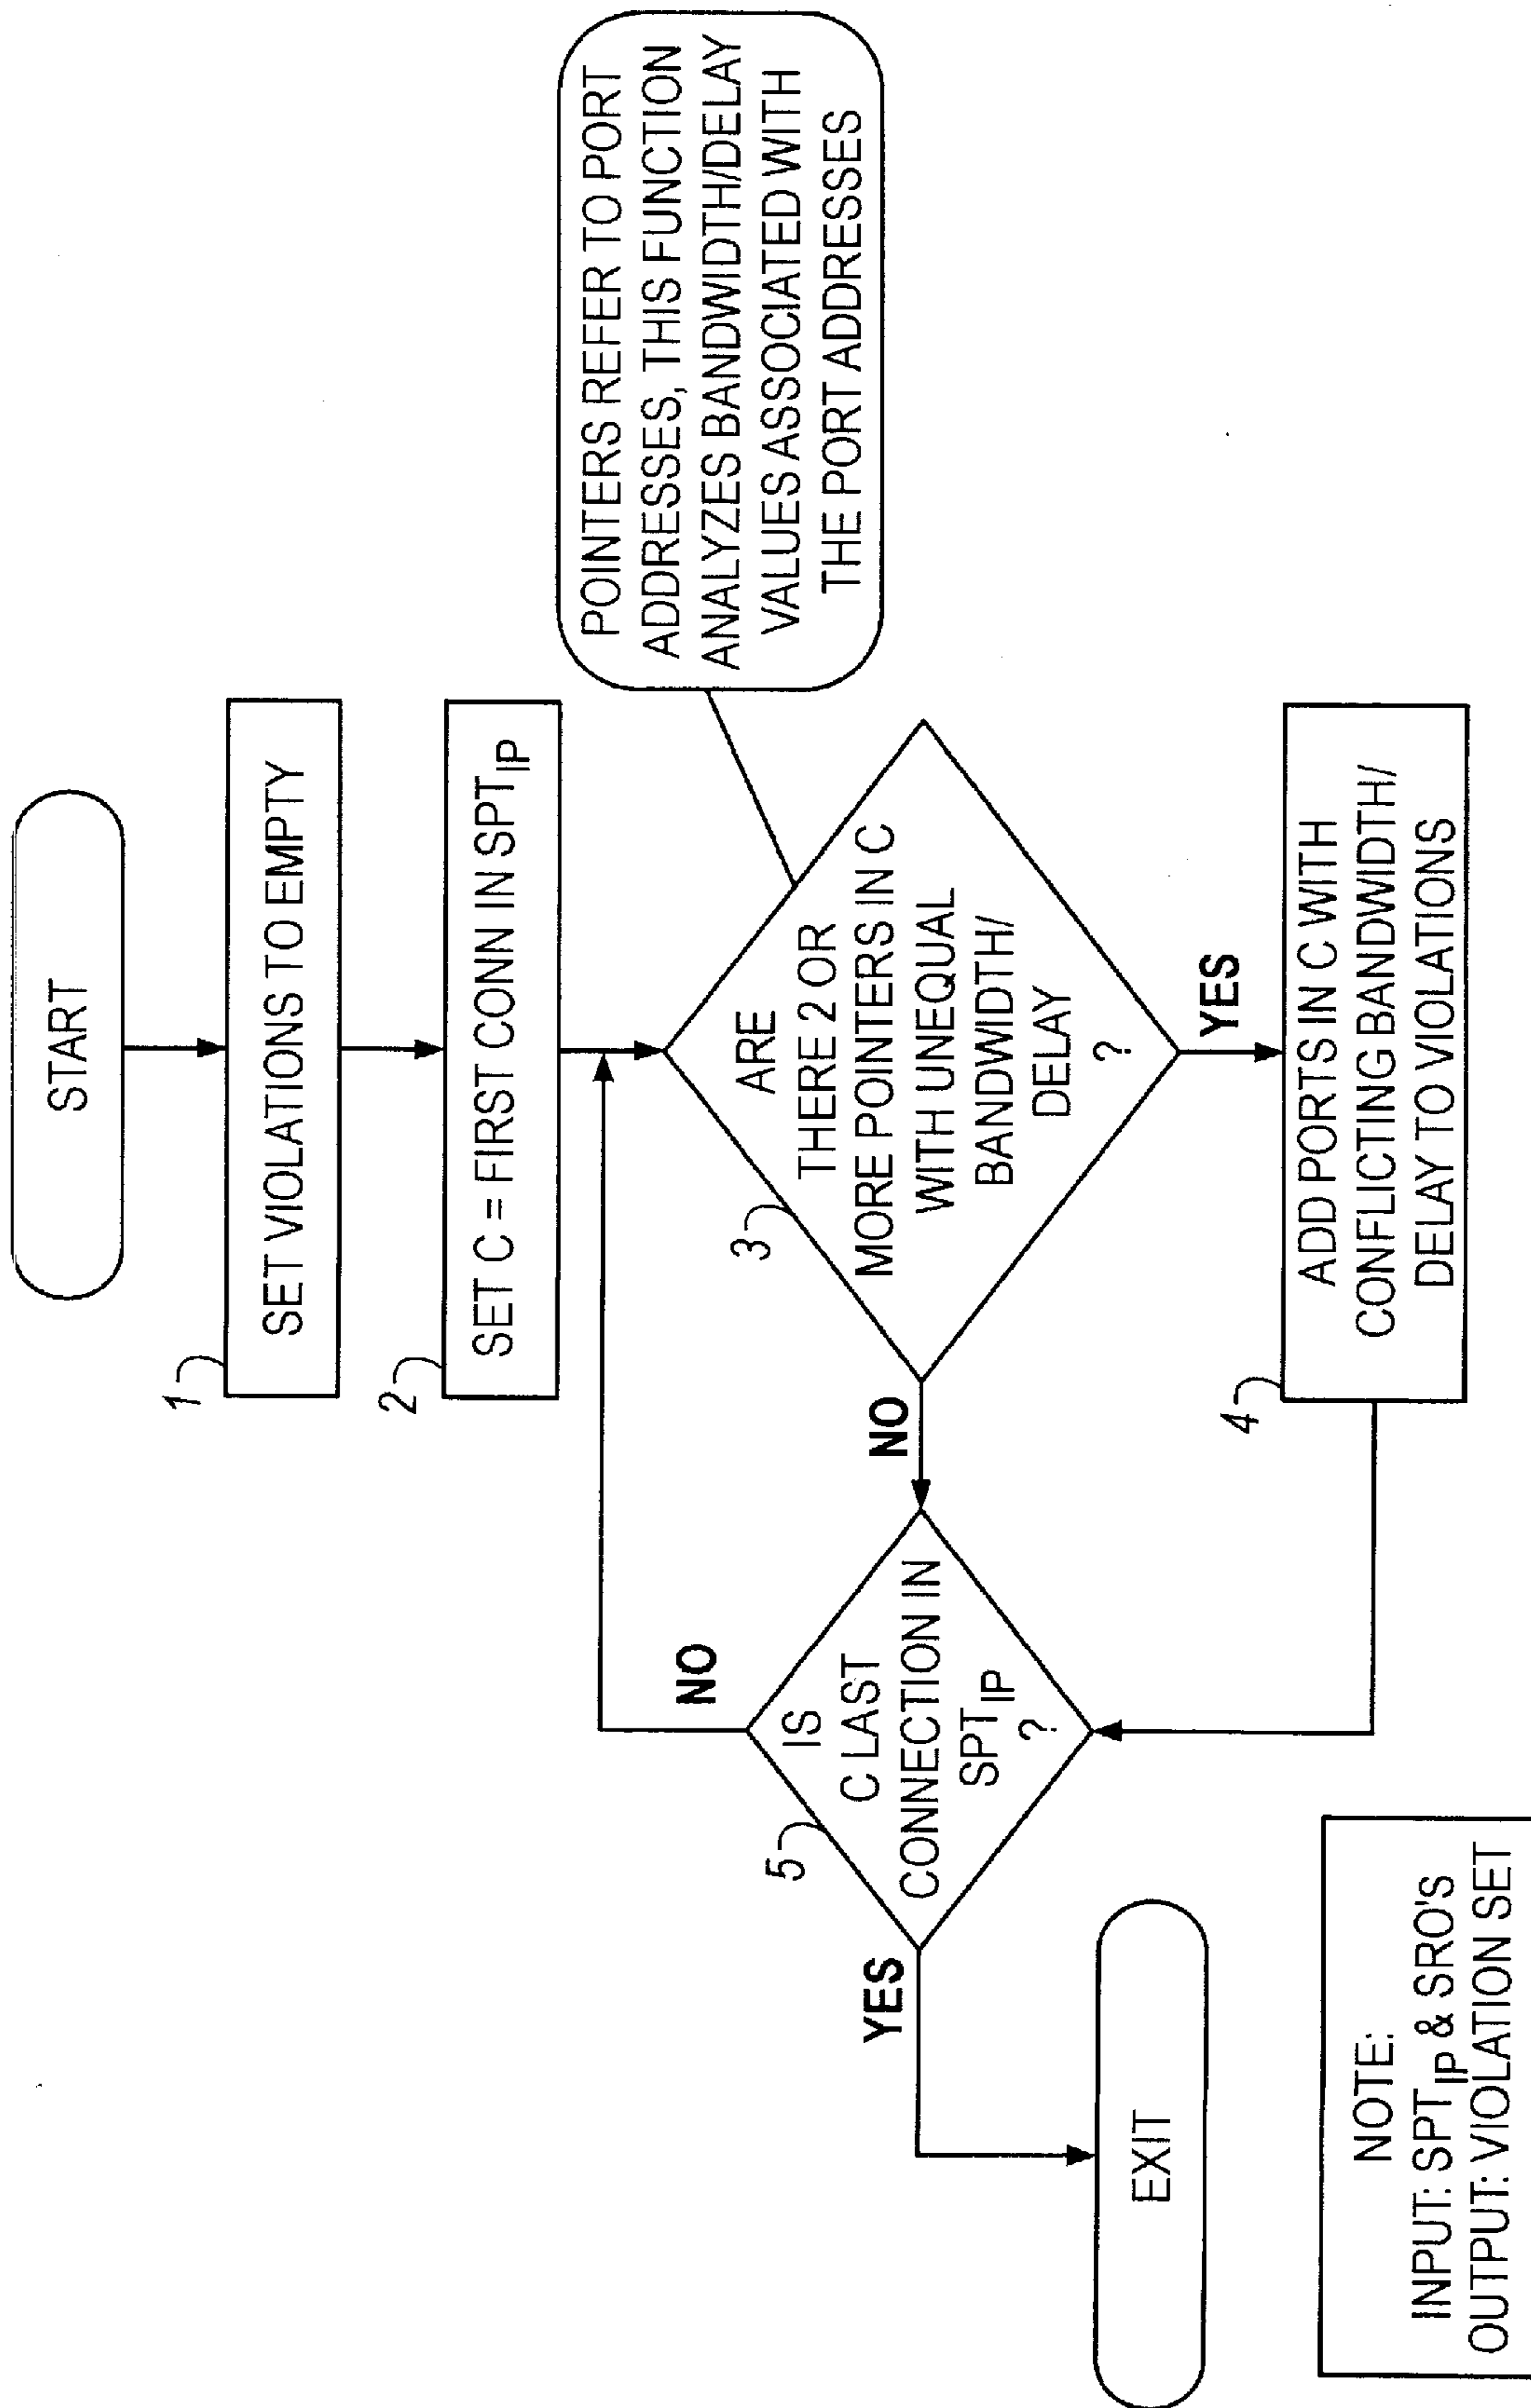 START
1
SET VIOLATIONS TO EMPTY
2
SET C = FIRST CONN IN SPT_IP
POINTERS REFER TO PORT
ADDRESSES, THIS FUNCTION
ANALYZES BANDWIDTH/DELAY
VALUES ASSOCIATED WITH
THE PORT ADDRESSES
3
ARE
THERE 2 OR
MORE POINTERS IN C
WITH UNEQUAL
BANDWIDTH/
DELAY
?
NO
YES
4
ADD PORTS IN C WITH
CONFLICTING BANDWIDTH/
DELAY TO VIOLATIONS
5
IS
C LAST
CONNECTION IN
SPT_IP
?
NO
YES
EXIT
NOTE:
INPUT: SPT_IP & SRO'S
OUTPUT: VIOLATION SET